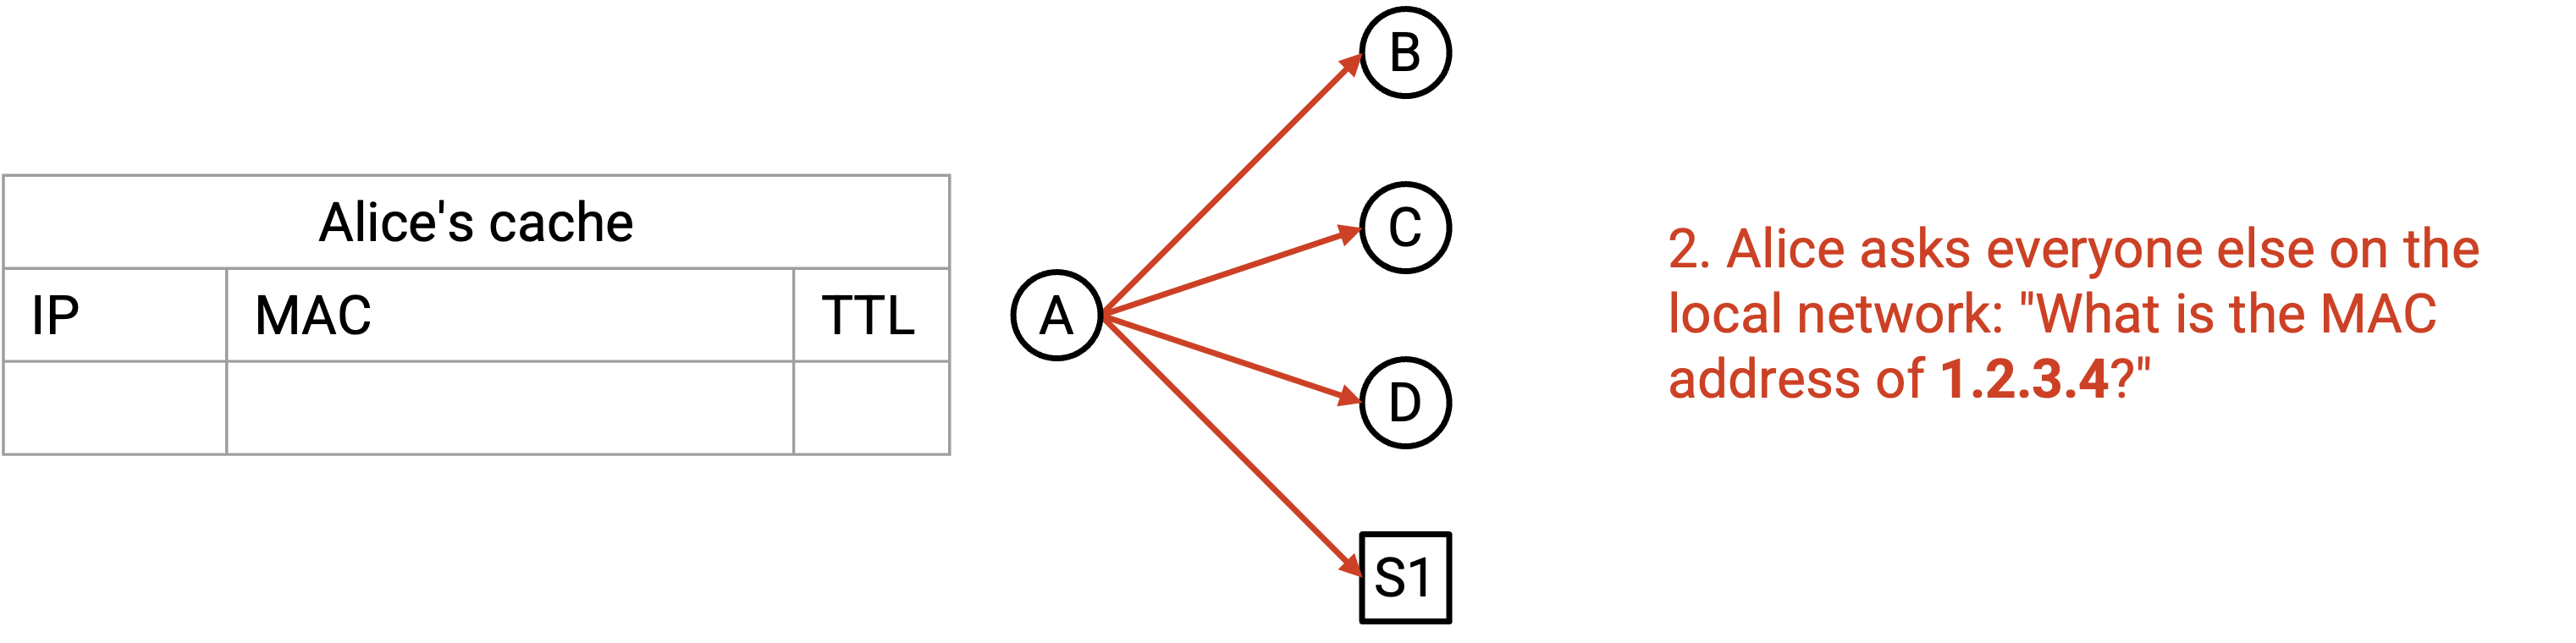 Alice's cache
IP MAC TTL
A
B
C
D
S1
2. Alice asks everyone else on the
local network: "What is the MAC
address of 1.2.3.4?"